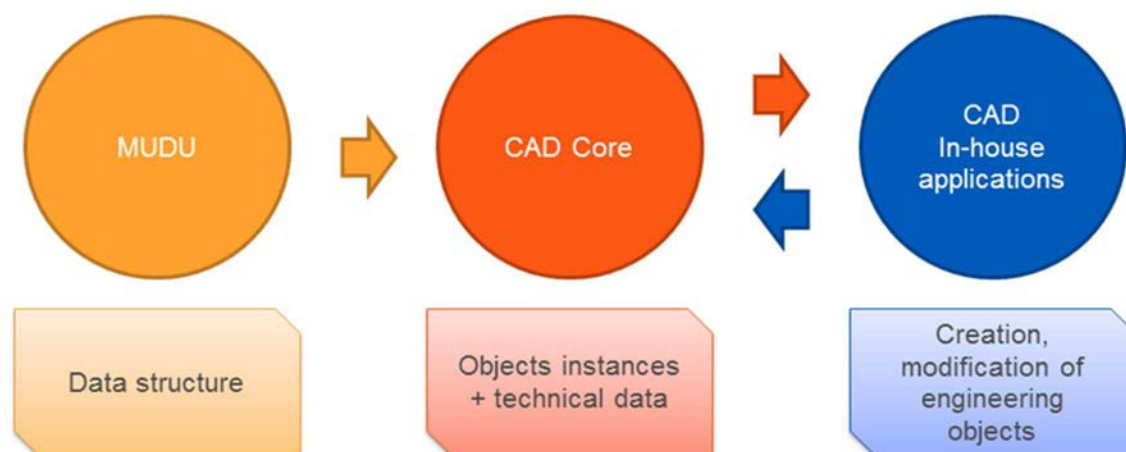 MUDU
CAD Core
CAD
In-house
applications
Data structure
Objects instances
+ technical data
Creation,
modification of
engineering
objects